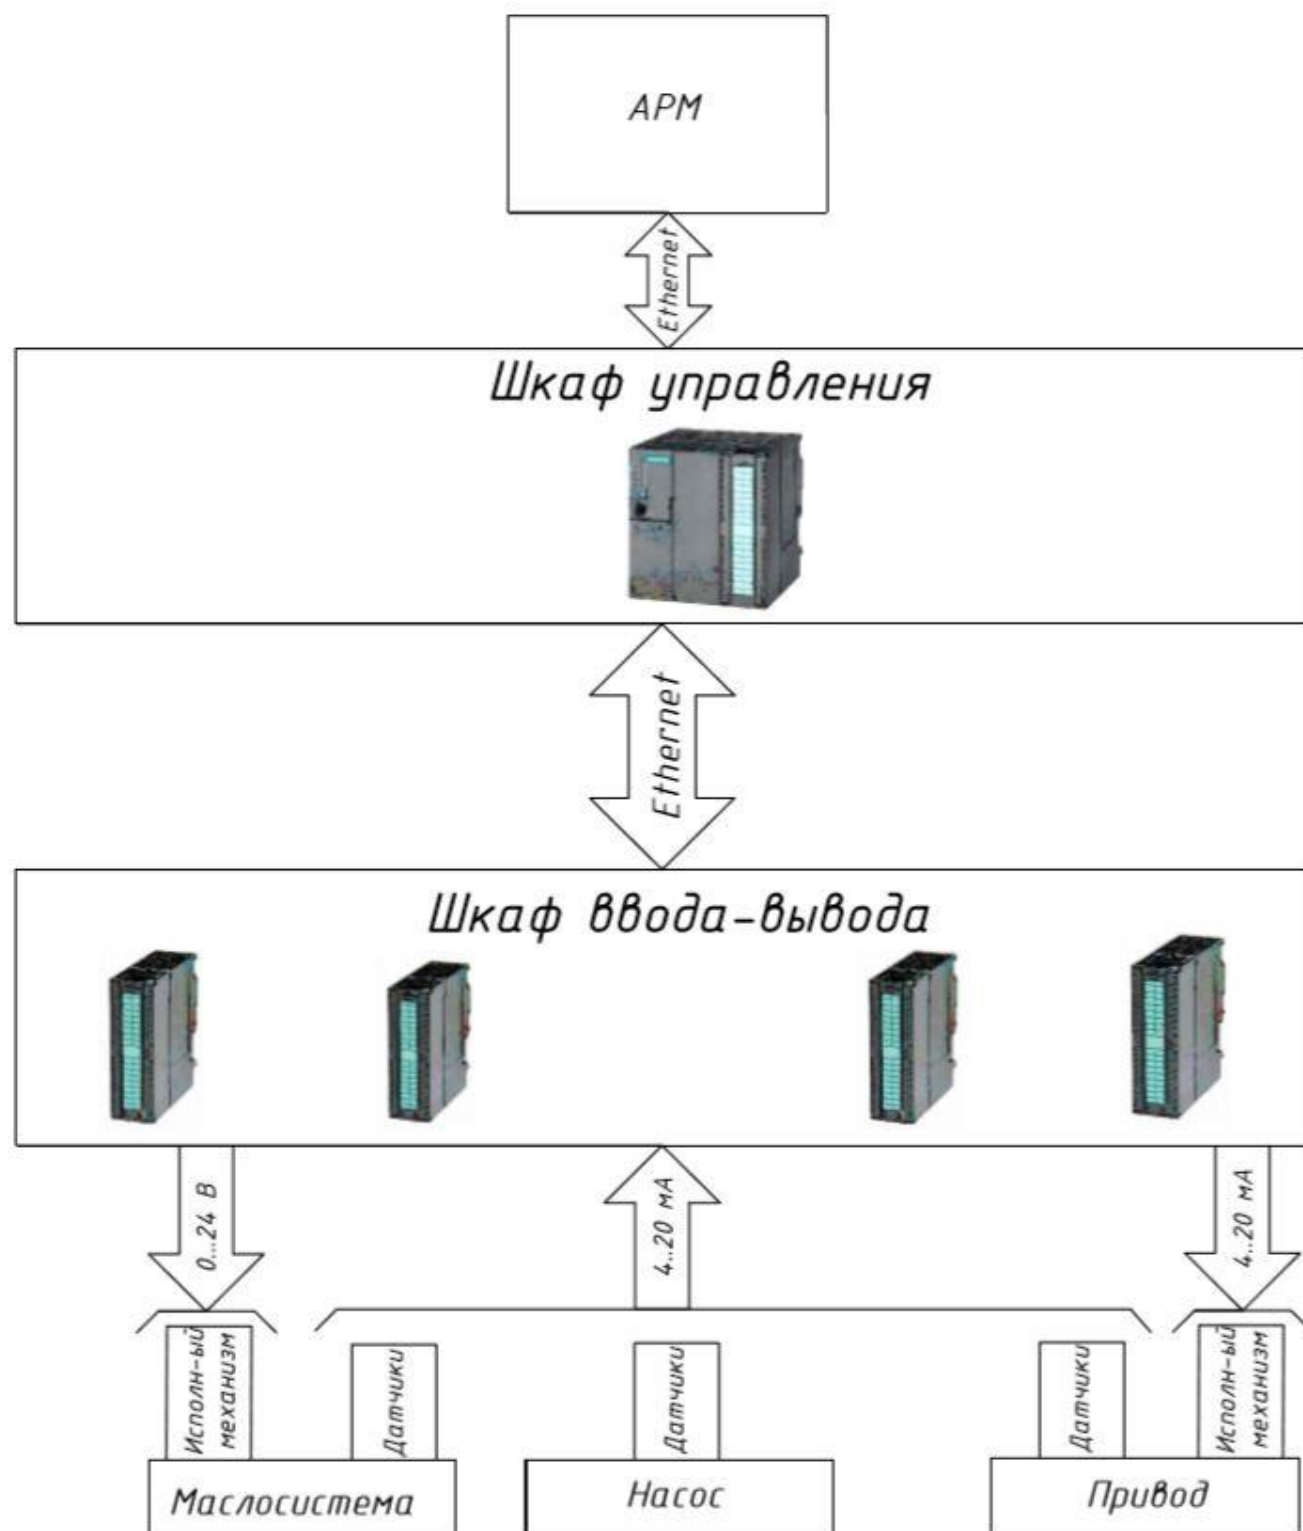 АРМ
Ethernet
Шкаф управления
Ethernet
Шкаф ввода-вывода
0...24 В
4..20 мА
4..20 мА
Исполн-ый
механизм
Датчики
Датчики
Датчики
Исполн-ый
механизм
Маслосистема
Насос
Привод